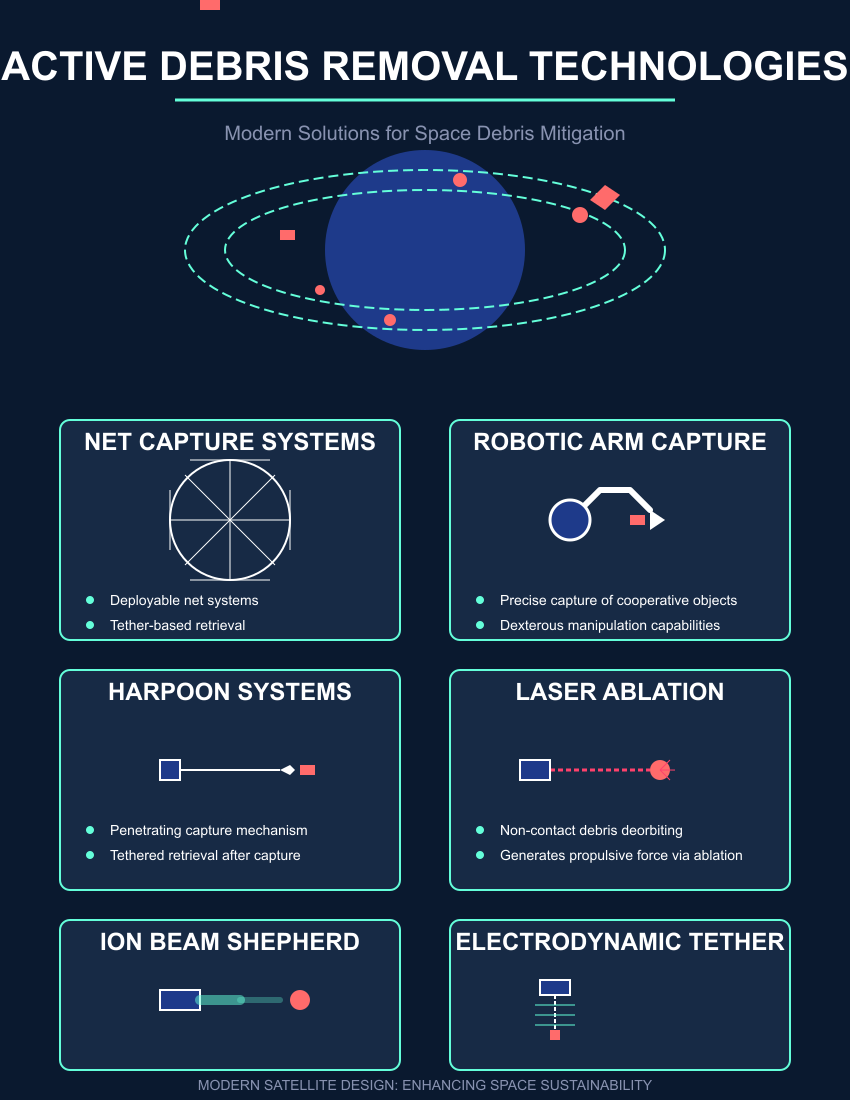 ACTIVE DEBRIS REMOVAL TECHNOLOGIES
Modern Solutions for Space Debris Mitigation
NET CAPTURE SYSTEMS
Deployable net systems
Tether-based retrieval
ROBOTIC ARM CAPTURE
Precise capture of cooperative objects
Dexterous manipulation capabilities
HARPOON SYSTEMS
Penetrating capture mechanism
Tethered retrieval after capture
LASER ABLATION
Non-contact debris deorbiting
Generates propulsive force via ablation
ION BEAM SHEPHERD
ELECTRODYNAMIC TETHER
MODERN SATELLITE DESIGN: ENHANCING SPACE SUSTAINABILITY